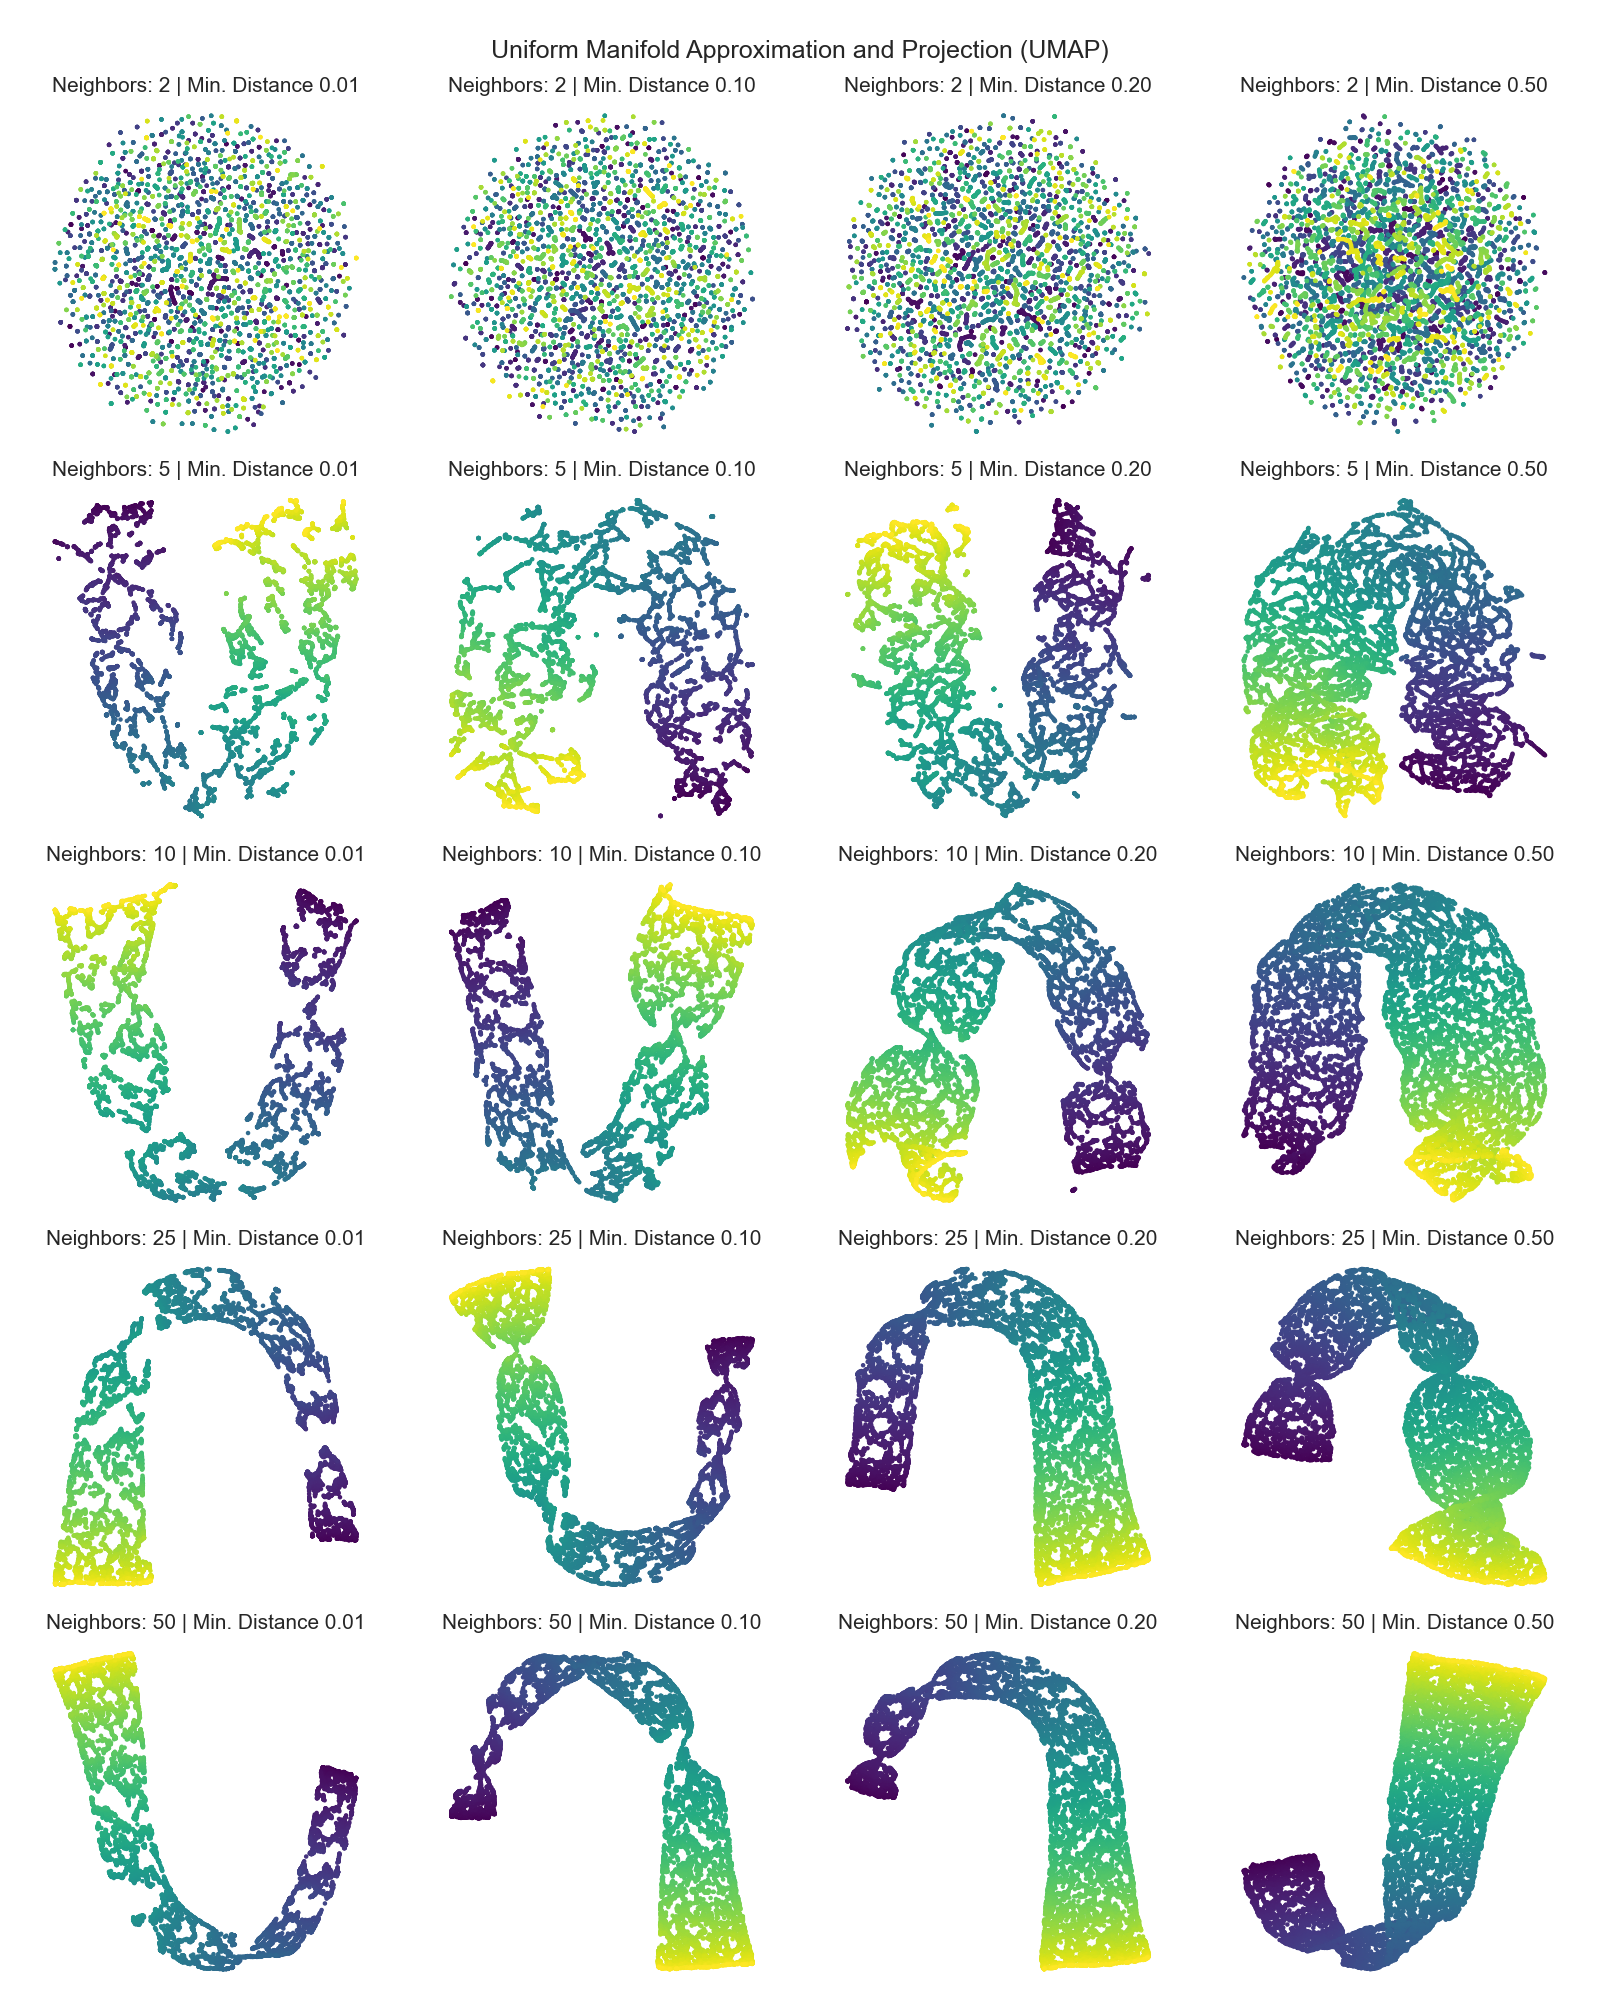 Uniform Manifold Approximation and Projection (UMAP)
Neighbors: 2 | Min. Distance 0.01
Neighbors: 2 | Min. Distance 0.10
Neighbors: 2 | Min. Distance 0.20
Neighbors: 2 | Min. Distance 0.50
Neighbors: 5 | Min. Distance 0.01
Neighbors: 5 | Min. Distance 0.10
Neighbors: 5 | Min. Distance 0.20
Neighbors: 5 | Min. Distance 0.50
Neighbors: 10 | Min. Distance 0.01
Neighbors: 10 | Min. Distance 0.10
Neighbors: 10 | Min. Distance 0.20
Neighbors: 10 | Min. Distance 0.50
Neighbors: 25 | Min. Distance 0.01
Neighbors: 25 | Min. Distance 0.10
Neighbors: 25 | Min. Distance 0.20
Neighbors: 25 | Min. Distance 0.50
Neighbors: 50 | Min. Distance 0.01
Neighbors: 50 | Min. Distance 0.10
Neighbors: 50 | Min. Distance 0.20
Neighbors: 50 | Min. Distance 0.50